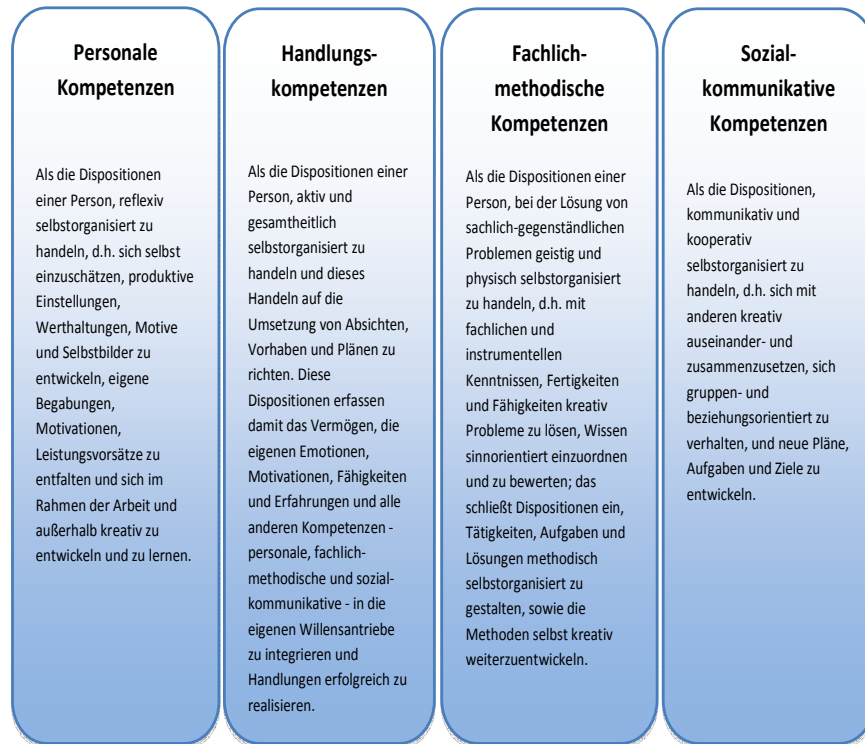 Personale
Kompetenzen
Als die Dispositionen
einer Person, reflexiv
selbstorganisiert zu
handeln, d.h. sich selbst
einzuschätzen, produktive
Einstellungen,
Werthaltungen, Motive
und Selbstbilder zu
entwickeln, eigene
Begabungen,
Motivationen,
Leistungsvorsätze zu
entfalten und sich im
Rahmen der Arbeit und
außerhalb kreativ zu
entwickeln und zu lernen.
Handlungs-
kompetenzen
Als die Dispositionen einer
Person, aktiv und
gesamtheitlich
selbstorganisiert zu
handeln und dieses
Handeln auf die
Umsetzung von Absichten,
Vorhaben und Plänen zu
richten. Diese
Dispositionen erfassen
damit das Vermögen, die
eigenen Emotionen,
Motivationen, Fähigkeiten
und Erfahrungen und alle
anderen Kompetenzen -
personale, fachlich-
methodische und sozial-
kommunikative - in die
eigenen Willensantriebe
zu integrieren und
Handlungen erfolgreich zu
realisieren.
Fachlich-
methodische
Kompetenzen
Als die Dispositionen einer
Person, bei der Lösung von
sachlich-gegenständlichen
Problemen geistig und
physisch selbstorganisiert
zu handeln, d.h. mit
fachlichen und
instrumentellen
Kenntnissen, Fertigkeiten
und Fähigkeiten kreativ
Probleme zu lösen, Wissen
sinnorientiert einzuordnen
und zu bewerten; das
schließt Dispositionen ein,
Tätigkeiten, Aufgaben und
Lösungen methodisch
selbstorganisiert zu
gestalten, sowie die
Methoden selbst kreativ
weiterzuentwickeln.
Sozial-
kommunikative
Kompetenzen
Als die Dispositionen,
kommunikativ und
kooperativ
selbstorganisiert zu
handeln, d.h. sich mit
anderen kreativ
auseinander- und
zusammenzusetzen, sich
gruppen- und
beziehungsorientiert zu
verhalten, und neue Pläne,
Aufgaben und Ziele zu
entwickeln.